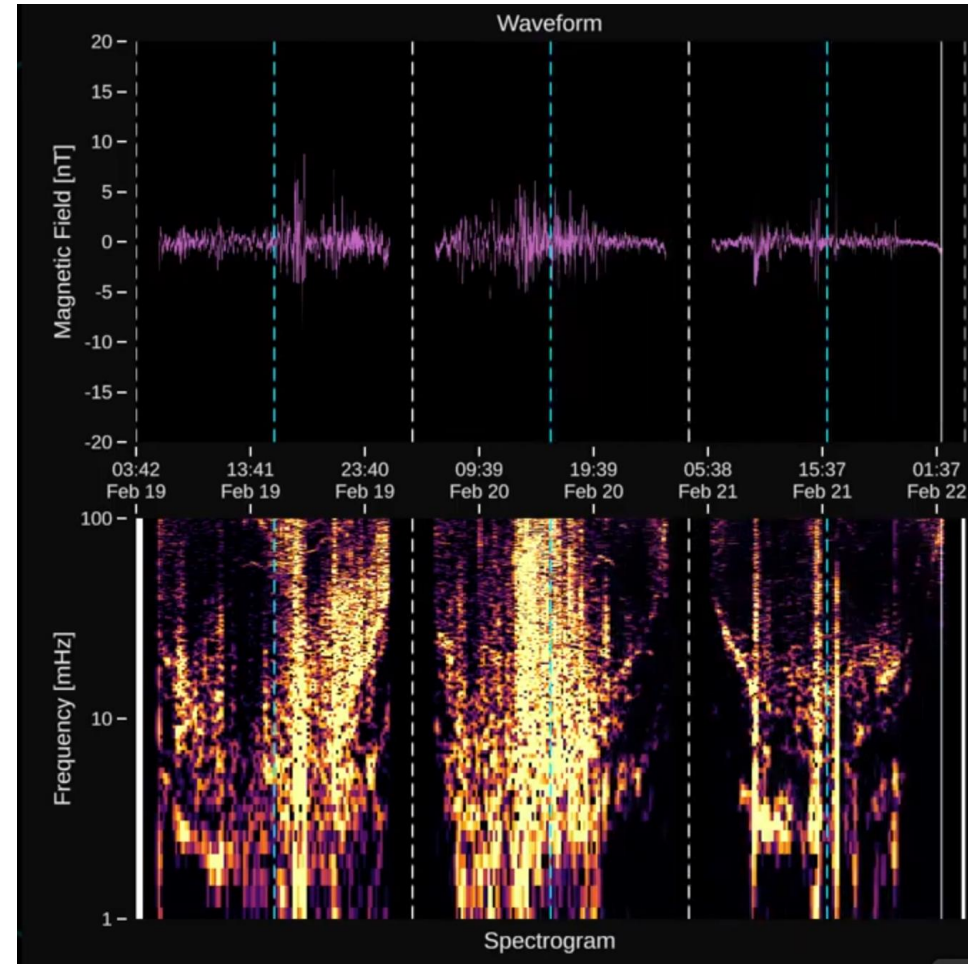 Waveform
20
15
10
5
0
-5
-10
-15
-20
Magnetic Field [nT]
03:42 13:41 23:40 09:39 19:39 05:38 15:37 01:37
Feb 19 Feb 19 Feb 19 Feb 20 Feb 20 Feb 21 Feb 21 Feb 22
100
10
1
Frequency [mHz]
Spectrogram